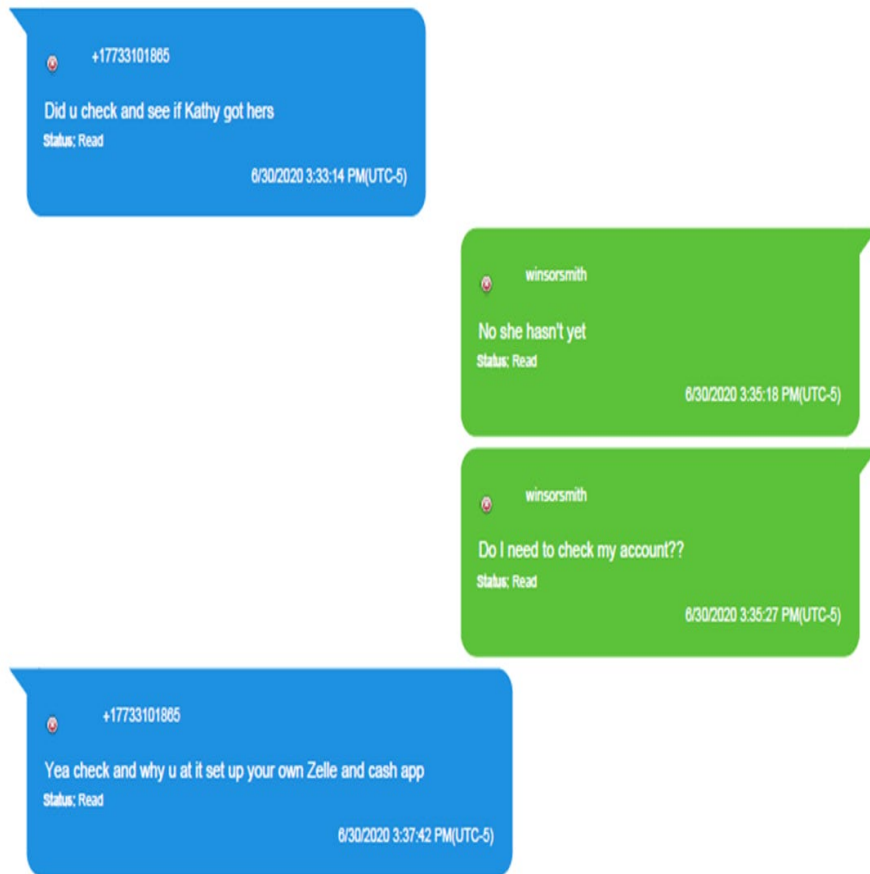 +17733101865
Did u check and see if Kathy got hers
Status: Read
6/30/2020 3:33:14 PM(UTC-5)
winsorsmith
No she hasn't yet
Status: Read
6/30/2020 3:35:18 PM(UTC-5)
winsorsmith
Do I need to check my account??
Status: Read
6/30/2020 3:35:27 PM(UTC-5)
+17733101865
Yea check and why u at it set up your own Zelle and cash app
Status: Read
6/30/2020 3:37:42 PM(UTC-5)